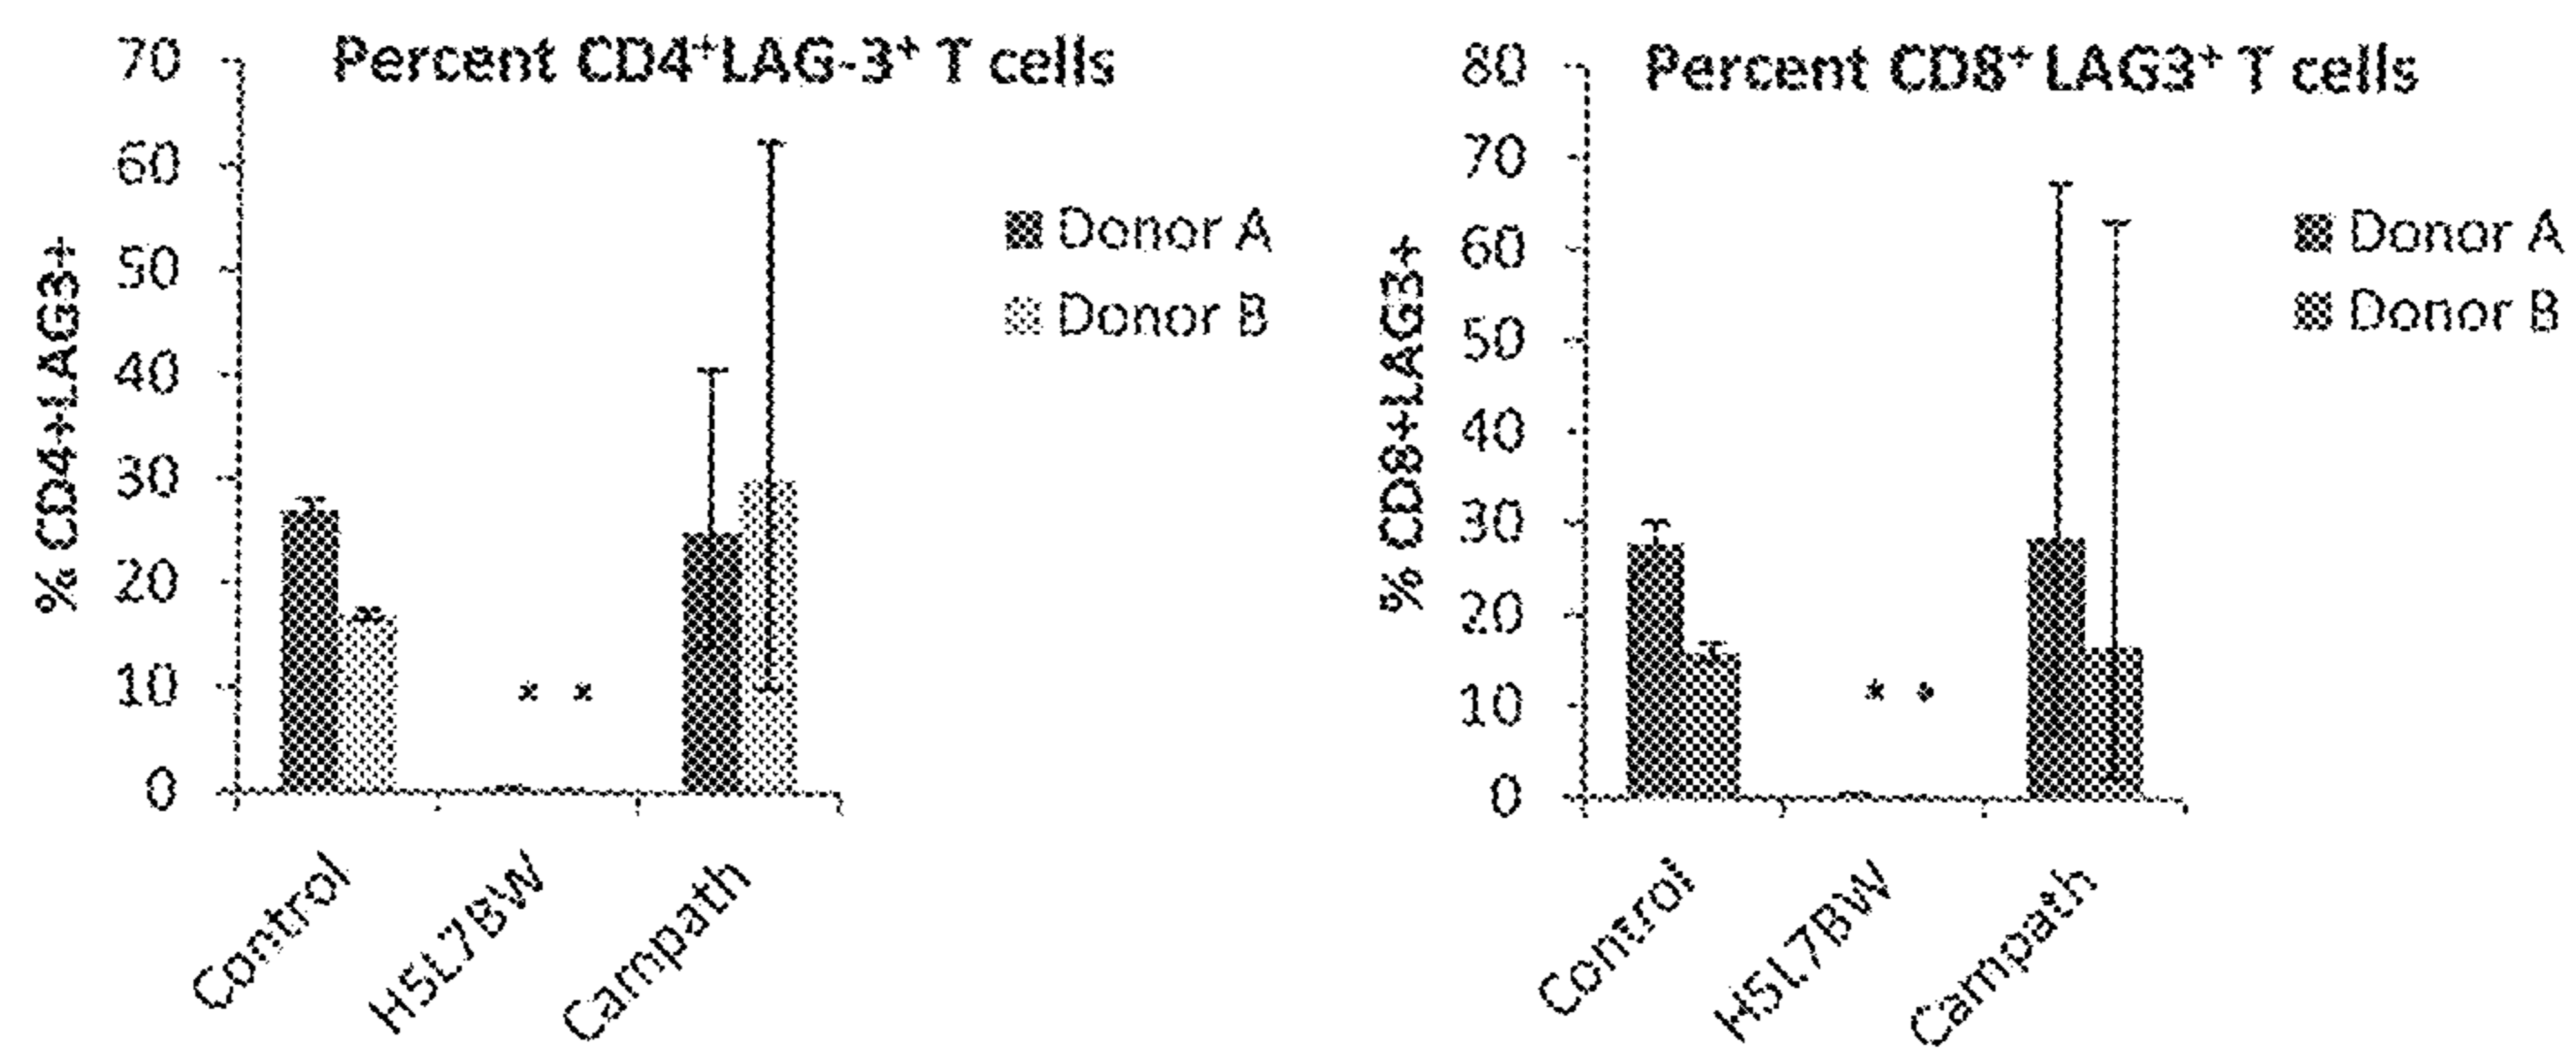 Percent CD4⁺LAG-3⁺ T cells
70
60
50
40
30
20
10
0
% CD4+LAG3+
Donor A
Donor B
* *
Control
H5L7BW
Campath
Percent CD8⁺ LAG3⁺ T cells
80
70
60
50
40
30
20
10
0
% CD8+LAG3+
Donor A
Donor B
* *
Control
H5L7BW
Campath